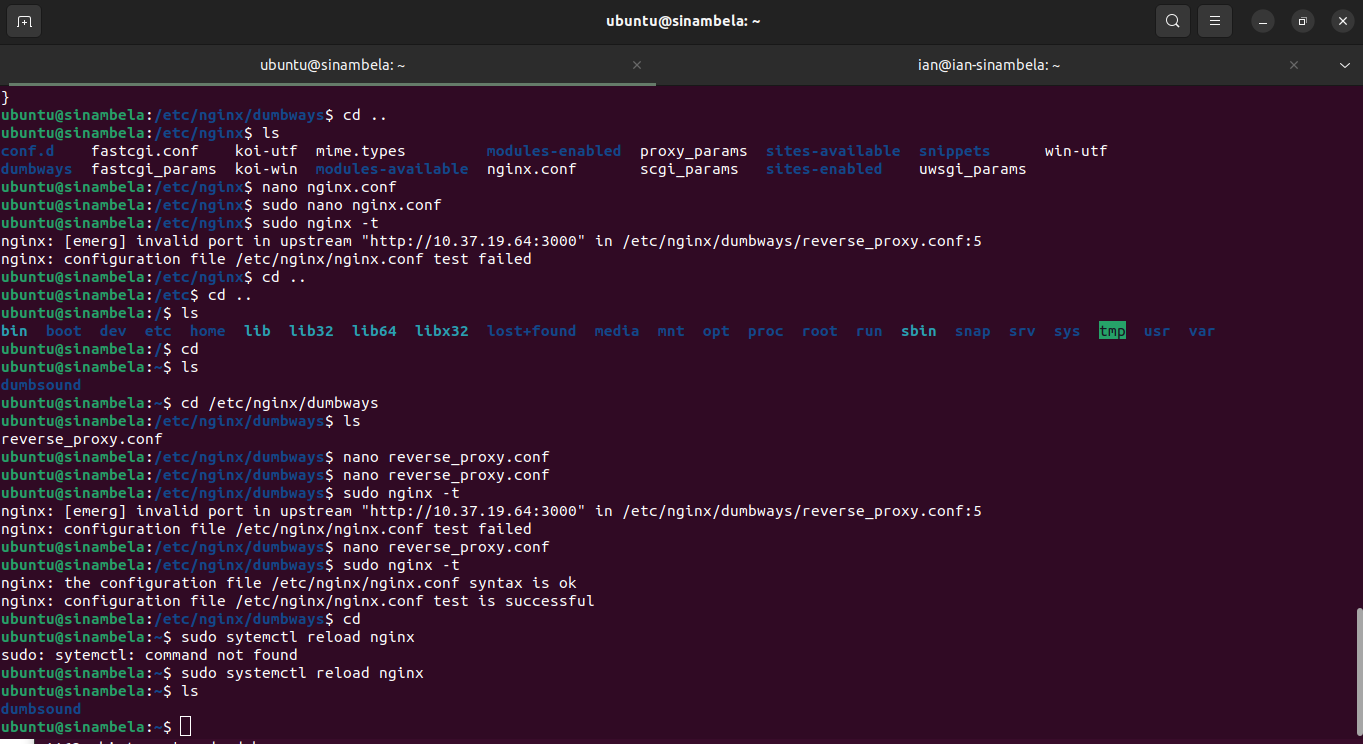 ubuntu@sinambela: ~
ubuntu@sinambela: ~ ian@ian-sinambela: ~
}
ubuntu@sinambela:/etc/nginx/dumbways$ cd ..
ubuntu@sinambela:/etc/nginx$ ls
conf.d fastcgi.conf koi-utf mime.types modules-enabled proxy_params sites-available snippets win-utf
dumbways fastcgi_params koi-win modules-available nginx.conf scgi_params sites-enabled uwsgi_params
ubuntu@sinambela:/etc/nginx$ nano nginx.conf
ubuntu@sinambela:/etc/nginx$ sudo nano nginx.conf
ubuntu@sinambela:/etc/nginx$ sudo nginx -t
nginx: [emerg] invalid port in upstream "http://10.37.19.64:3000" in /etc/nginx/dumbways/reverse_proxy.conf:5
nginx: configuration file /etc/nginx/nginx.conf test failed
ubuntu@sinambela:/etc/nginx$ cd ..
ubuntu@sinambela:/etc$ cd ..
ubuntu@sinambela:/$ ls
bin boot dev etc home lib lib32 lib64 libx32 lost+found media mnt opt proc root run sbin snap srv sys tmp usr var
ubuntu@sinambela:/$ cd
ubuntu@sinambela:~$ ls
dumbsound
ubuntu@sinambela:~$ cd /etc/nginx/dumbways
ubuntu@sinambela:/etc/nginx/dumbways$ ls
reverse_proxy.conf
ubuntu@sinambela:/etc/nginx/dumbways$ nano reverse_proxy.conf
ubuntu@sinambela:/etc/nginx/dumbways$ nano reverse_proxy.conf
ubuntu@sinambela:/etc/nginx/dumbways$ sudo nginx -t
nginx: [emerg] invalid port in upstream "http://10.37.19.64:3000" in /etc/nginx/dumbways/reverse_proxy.conf:5
nginx: configuration file /etc/nginx/nginx.conf test failed
ubuntu@sinambela:/etc/nginx/dumbways$ nano reverse_proxy.conf
ubuntu@sinambela:/etc/nginx/dumbways$ sudo nginx -t
nginx: the configuration file /etc/nginx/nginx.conf syntax is ok
nginx: configuration file /etc/nginx/nginx.conf test is successful
ubuntu@sinambela:/etc/nginx/dumbways$ cd
ubuntu@sinambela:~$ sudo sytemctl reload nginx
sudo: sytemctl: command not found
ubuntu@sinambela:~$ sudo systemctl reload nginx
ubuntu@sinambela:~$ ls
dumbsound
ubuntu@sinambela:~$